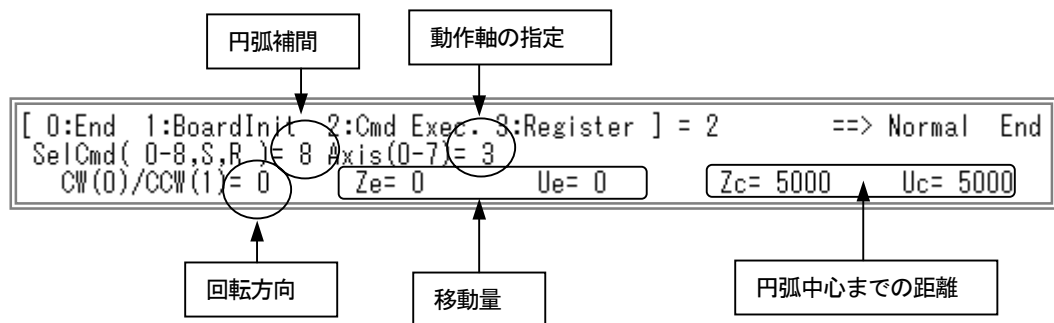 円弧補間
動作軸の指定
[ 0:End 1:BoardInit 2:Cmd Exec. 3:Register ] = 2 ==> Normal End
SelCmd( 0-8,S,R )= 8 Axis(0-7)= 3
CW(0)/CCW(1)= 0 Ze= 0 Ue= 0 Zc= 5000 Uc= 5000
回転方向
移動量
円弧中心までの距離